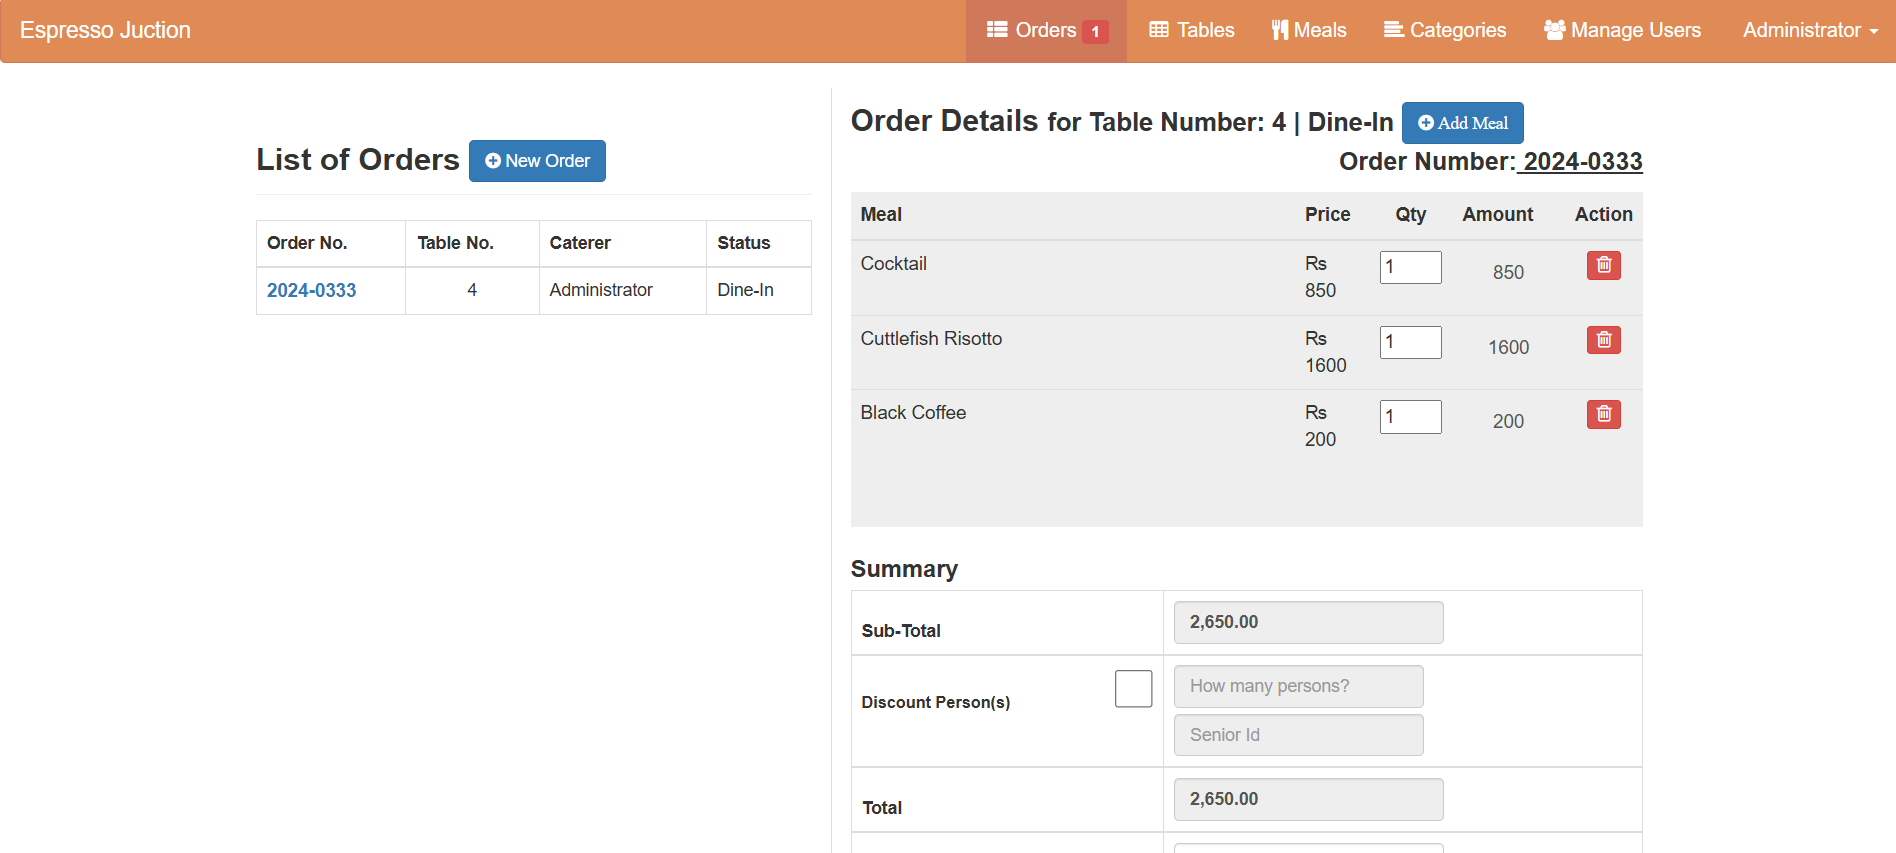 Espresso Juction
Orders 1
Tables
Meals
Categories
Manage Users
Administrator
List of Orders
New Order
Order No. Table No. Caterer Status
2024-0333 4 Administrator Dine-In
Order Details for Table Number: 4 | Dine-In
Add Meal
Order Number: 2024-0333
Meal Price Qty Amount Action
Cocktail Rs 1 850
850
Cuttlefish Risotto Rs 1 1600
1600
Black Coffee Rs 1 200
200
Summary
Sub-Total 2,650.00
Discount Person(s) How many persons?
Senior Id
Total 2,650.00